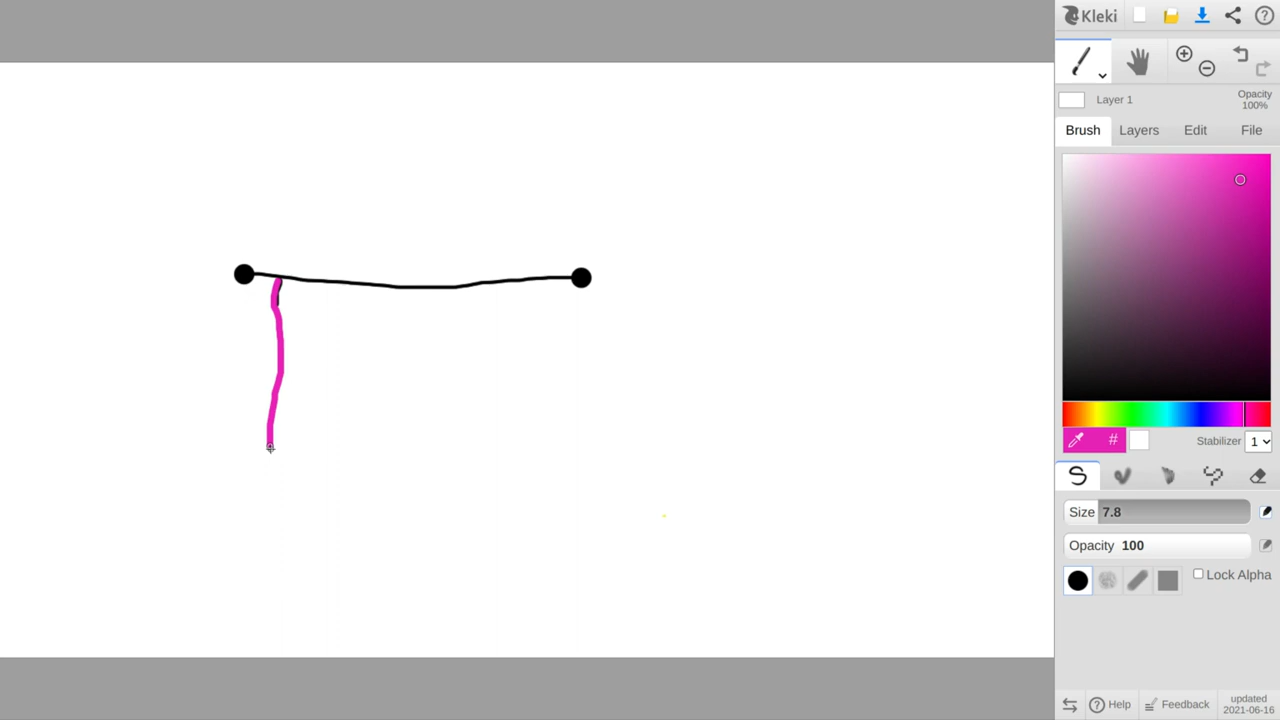 Kleki
Layer 1
Opacity
100%
Brush Layers Edit File
#
Stabilizer 1
Size 7.8
Opacity 100
Lock Alpha
Help Feedback updated
2021-06-16